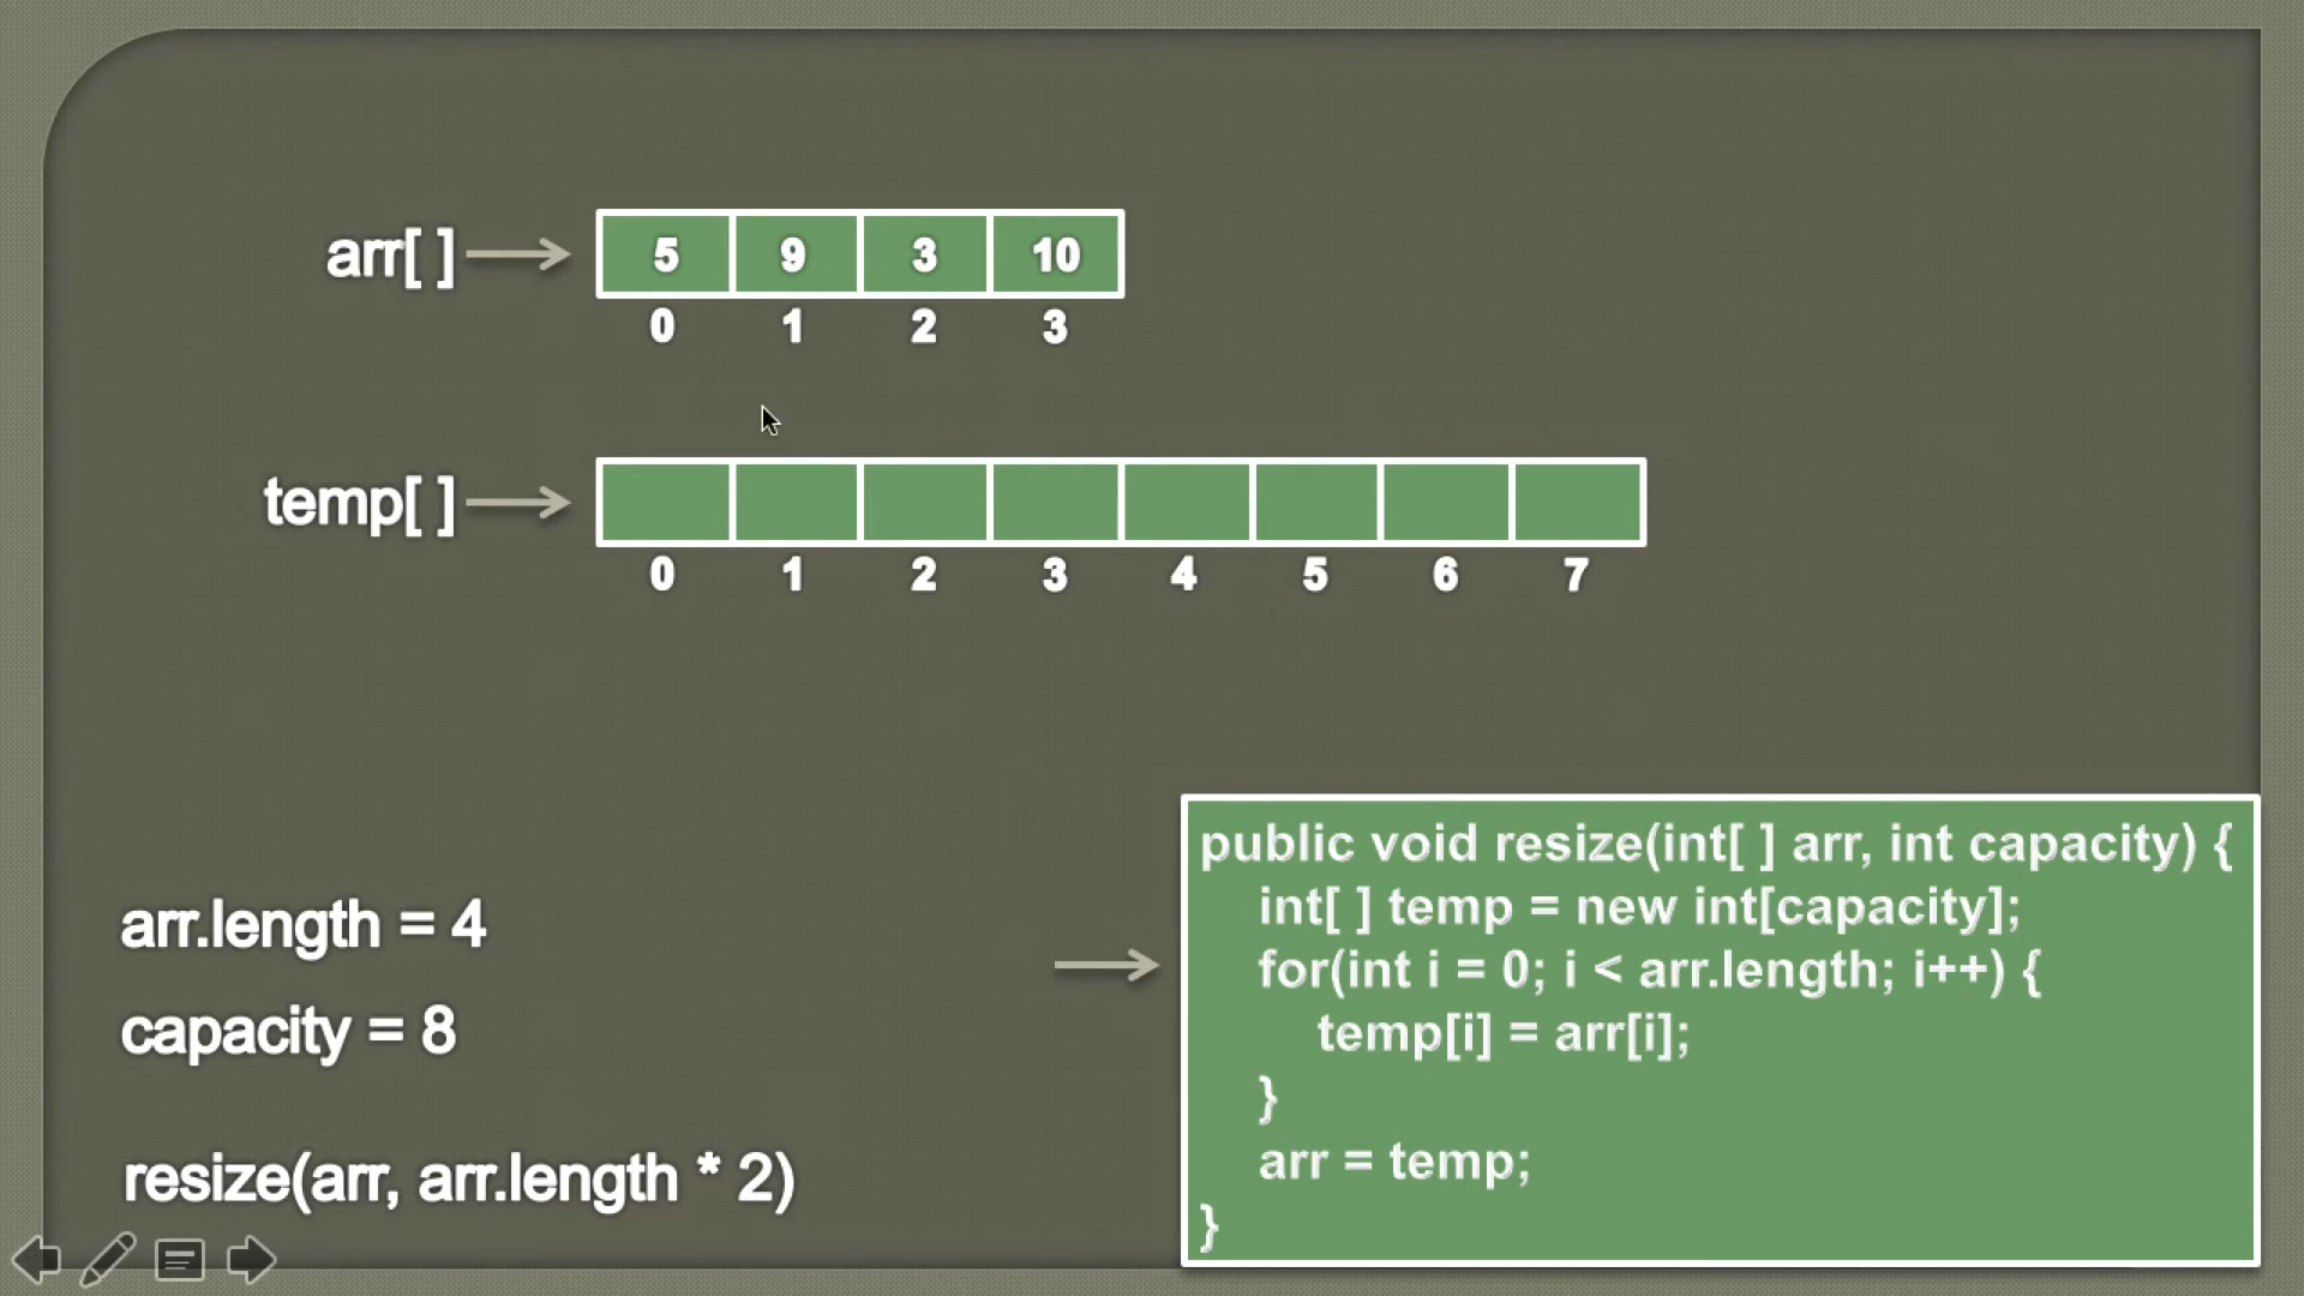 arr[ ]
5 9 3 10
0 1 2 3
temp[ ]
0 1 2 3 4 5 6 7
arr.length = 4
capacity = 8
resize(arr, arr.length * 2)
public void resize(int[ ] arr, int capacity) {
int[ ] temp = new int[capacity];
for(int i = 0; i < arr.length; i++) {
temp[i] = arr[i];
}
arr = temp;
}